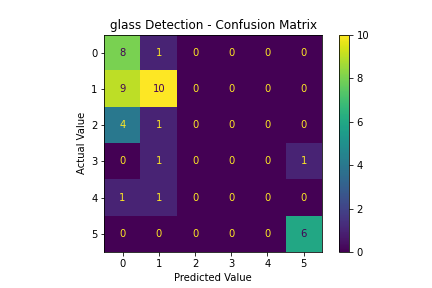 glass Detection - Confusion Matrix
0 8 1 0 0 0 0
1 9 10 0 0 0 0
2 4 1 0 0 0 0
3 0 1 0 0 0 1
4 1 1 0 0 0 0
5 0 0 0 0 0 6
0 1 2 3 4 5
Actual Value
Predicted Value
10
8
6
4
2
0